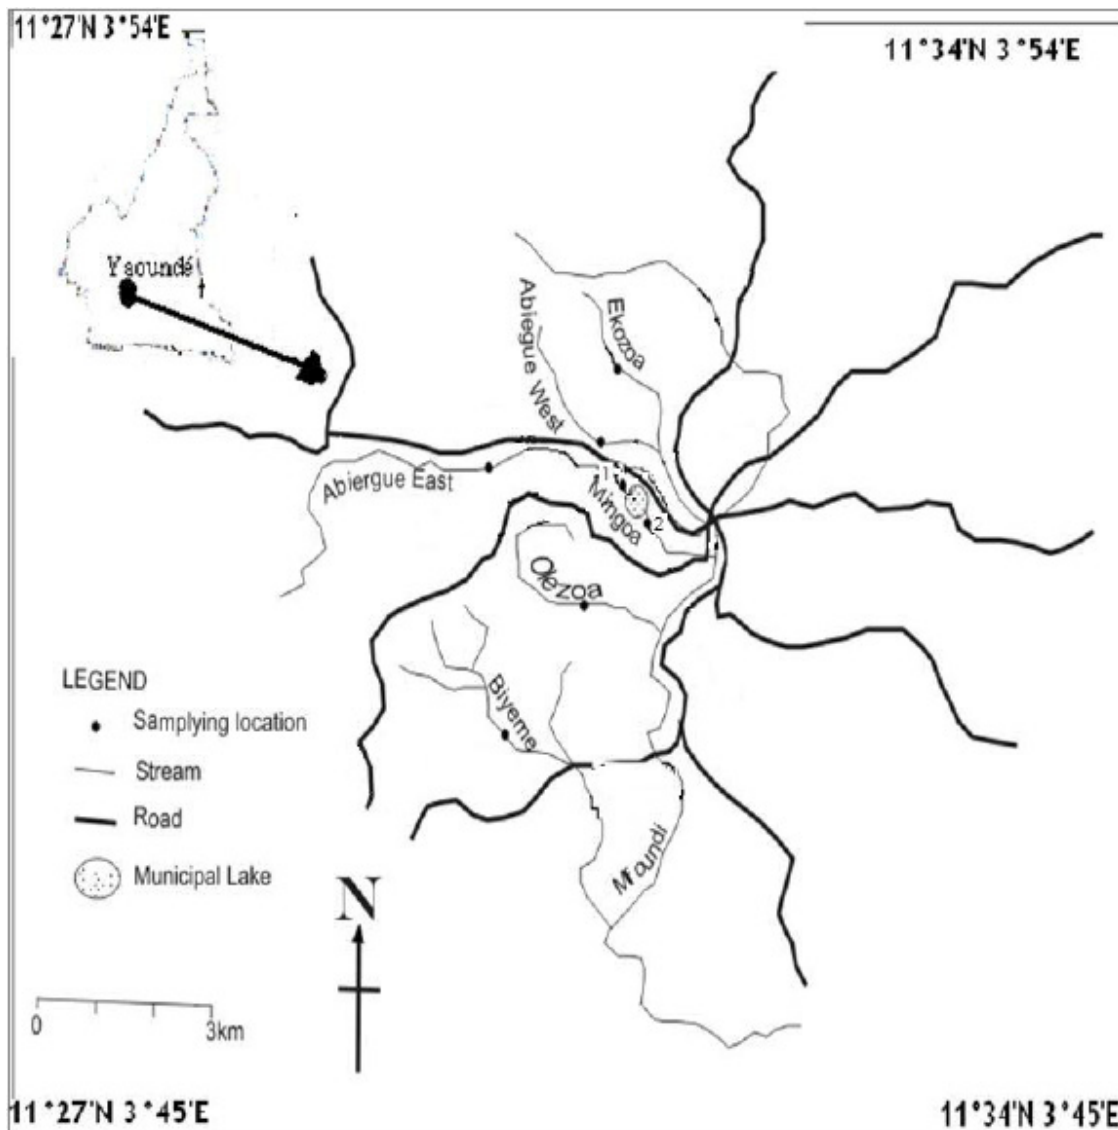 11°27'N 3°54'E
11°34'N 3°54'E
Yaoundé
Ekozoa
Abiegue West
Abiergue East
1
Mingoa
2
Olezoa
Biyeme
LEGEND
Samplying location
Stream
Road
Municipal Lake
Mfoundi
N
0
3km
11°27'N 3°45'E
11°34'N 3°45'E